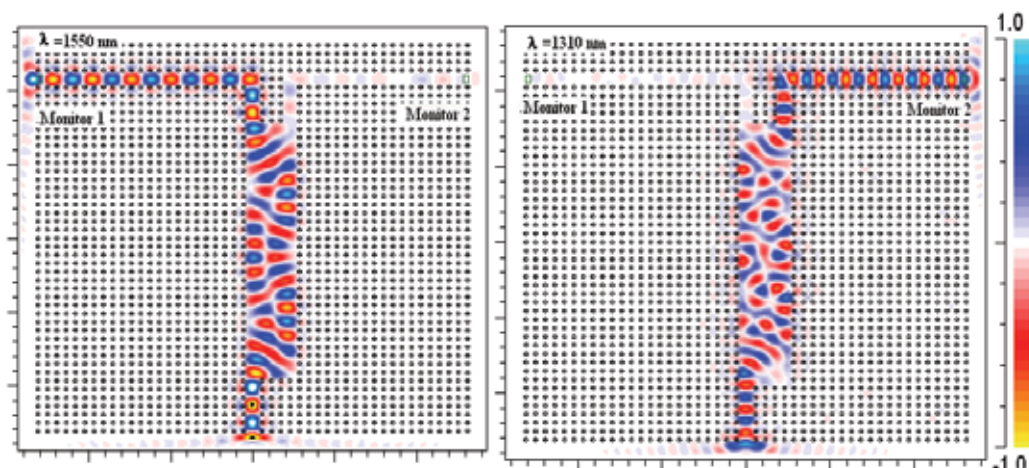 λ =1550 nm
Monitor 1
Monitor 2
λ =1310 nm
Monitor 1
Monitor 2
1.0
-1.0